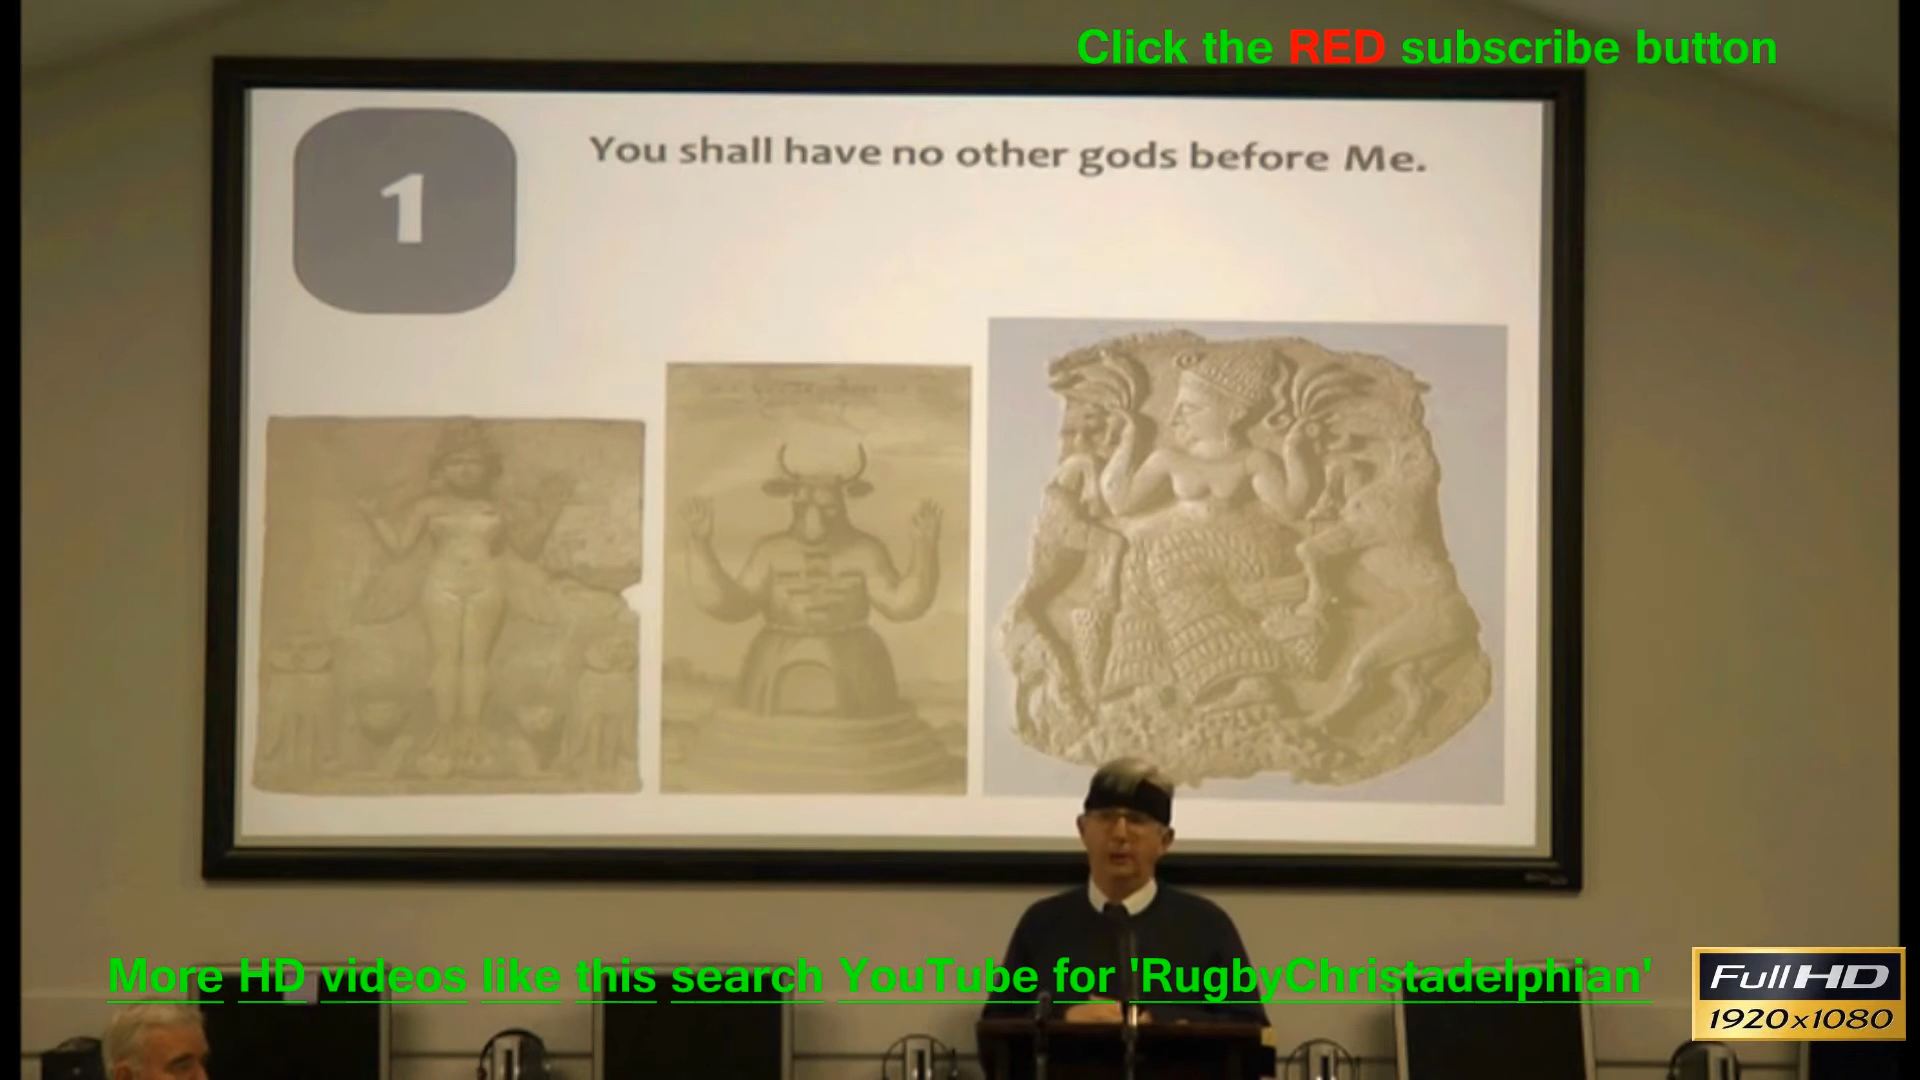 Click the RED subscribe button
1
You shall have no other gods before Me.
More HD videos like this search YouTube for 'RugbyChristadelphian'
Full HD
1920x1080